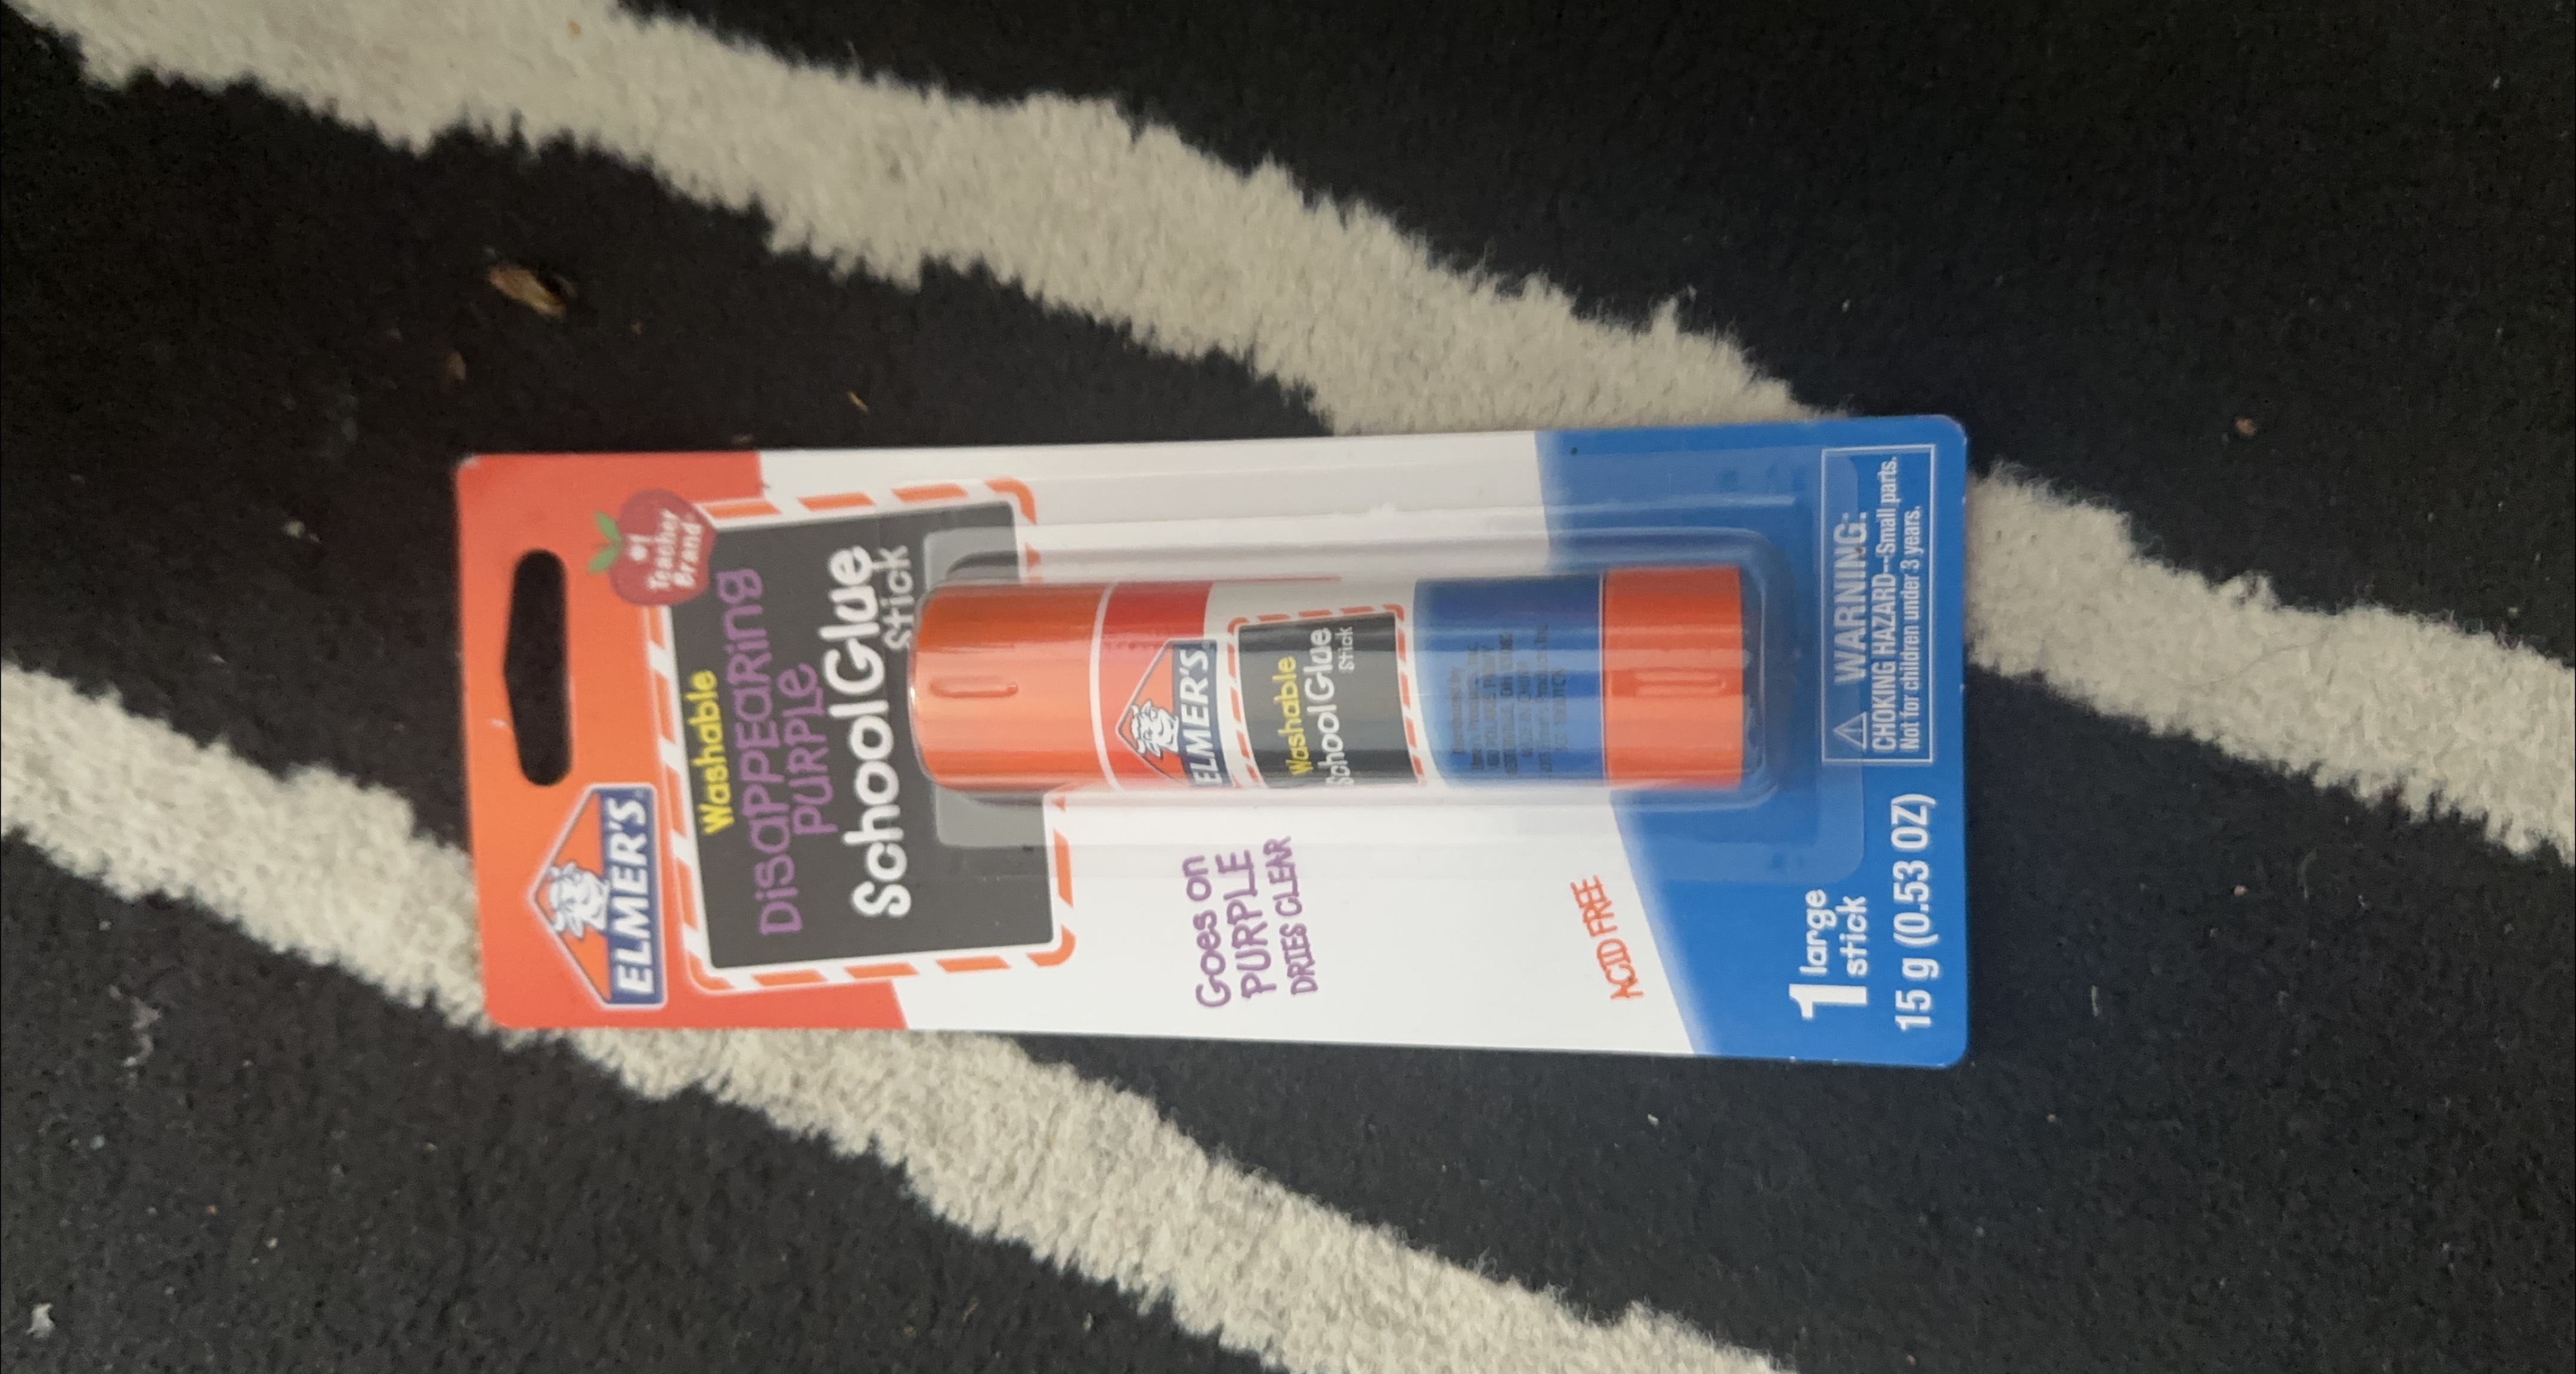 #1
Teacher
Brand*
ELMER'S
Washable
DISAPPEARING
PURPLE
School Glue
Stick
ELMER'S
Washable
School Glue
Stick
Goes on
PURPLE
DRIES CLEAR
ACID FREE
1 large
stick
15 g (0.53 OZ)
⚠ WARNING:
CHOKING HAZARD--Small parts.
Not for children under 3 years.